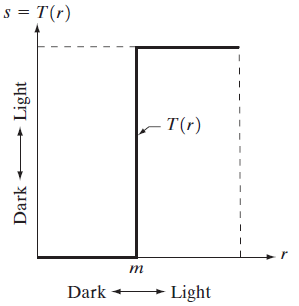 s = T(r)
Dark Light
T(r)
r
m
Dark Light